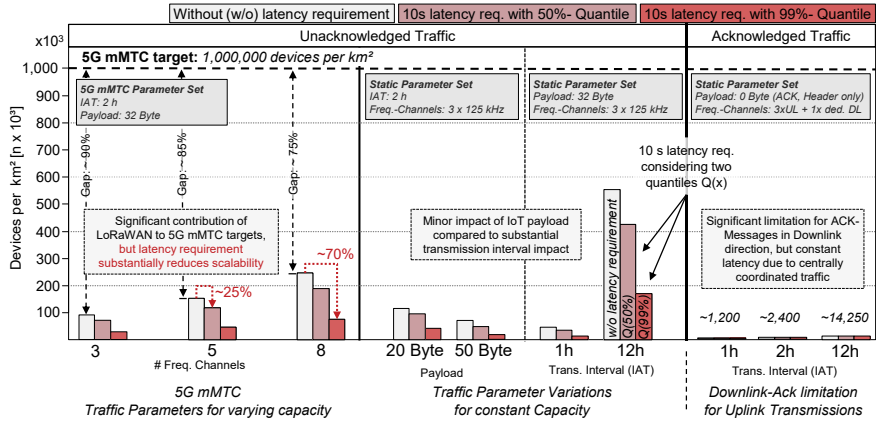 Without (w/o) latency requirement
10s latency req. with 50%- Quantile
10s latency req. with 99%- Quantile
x10³
Unacknowledged Traffic
Acknowledged Traffic
5G mMTC target: 1,000,000 devices per km²
1,000
900
800
700
600
500
400
300
200
100
Devices per km² [n x 10³]
5G mMTC Parameter Set
IAT: 2 h
Payload: 32 Byte
Static Parameter Set
IAT: 2 h
Freq.-Channels: 3 x 125 kHz
Static Parameter Set
Payload: 32 Byte
Freq.-Channels: 3 x 125 kHz
Static Parameter Set
Payload: 0 Byte (ACK, Header only)
Freq.-Channels: 3xUL + 1x ded. DL
Gap: ~90%
Gap: ~85%
Gap: ~ 75%
10 s latency req.
considering two
quantiles Q(x)
Significant contribution of
LoRaWAN to 5G mMTC targets,
but latency requirement
substantially reduces scalability
Minor impact of IoT payload
compared to substantial
transmission interval impact
Significant limitation for ACK-
Messages in Downlink
direction, but constant
latency due to centrally
coordinated traffic
~25%
~70%
w/o latency requirement
Q(50%)
Q(99%)
~1,200
~2,400
~14,250
3
5
8
20 Byte
50 Byte
1h
12h
1h
2h
12h
# Freq. Channels
Payload
Trans. Interval (IAT)
Trans. Interval (IAT)
5G mMTC
Traffic Parameters for varying capacity
Traffic Parameter Variations
for constant Capacity
Downlink-Ack limitation
for Uplink Transmissions